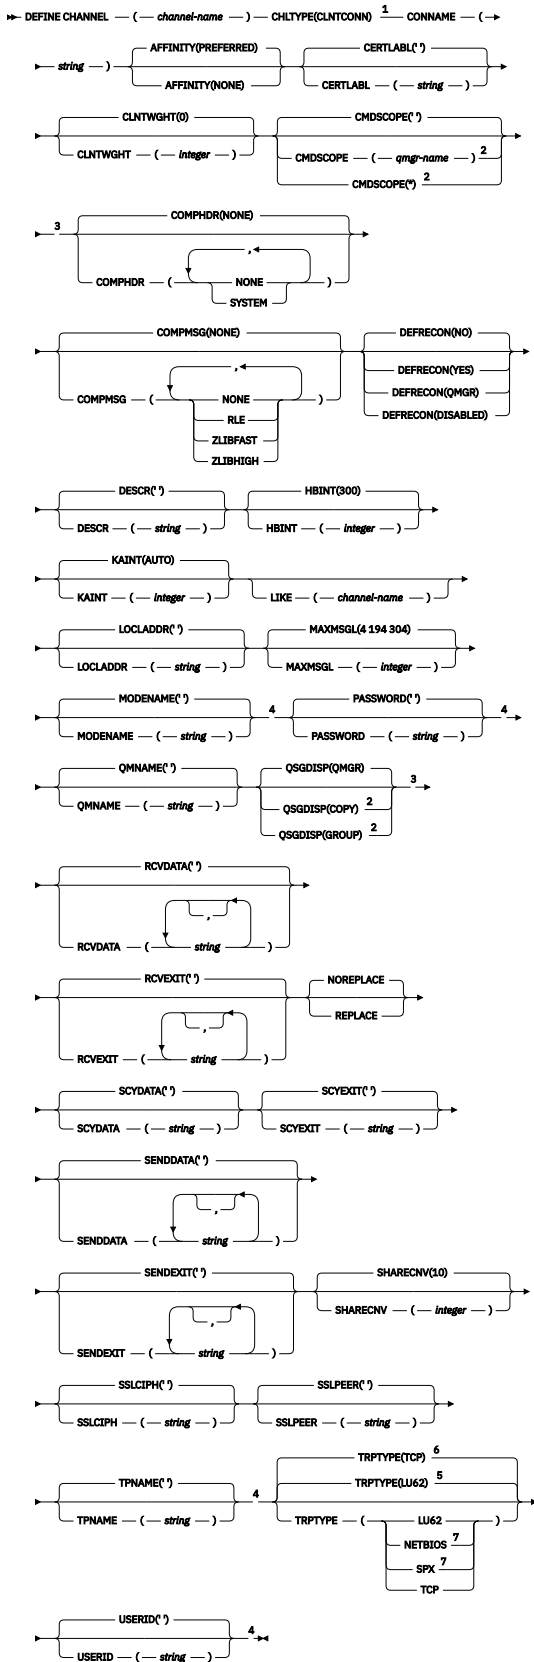 DEFINE CHANNEL ( channel-name ) CHLTYPE(CLNTCONN) 1 CONNAME (
string ) AFFINITY(PREFERRED) AFFINITY(NONE) CERTLABL(' ') CERTLABL ( string )
CLNTWGHT(0) CLNTWGHT ( integer ) CMDSCOPE(' ') CMDSCOPE ( qmgr-name ) 2 CMDSCOPE(*) 2
3 COMPHDR(NONE)
,
COMPHDR ( NONE )
SYSTEM
COMPMSG(NONE) DEFRECON(NO)
, DEFRECON(YES)
COMPMSG ( NONE ) DEFRECON(QMGR)
RLE DEFRECON(DISABLED)
ZLIBFAST
ZLIBHIGH
DESCR(' ') HBINT(300)
DESCR ( string ) HBINT ( integer )
KAINT(AUTO)
KAINT ( integer ) LIKE ( channel-name )
LOCLADDR(' ') MAXMSGL(4 194 304)
LOCLADDR ( string ) MAXMSGL ( integer )
MODENAME(' ') 4 PASSWORD(' ') 4
MODENAME ( string ) PASSWORD ( string )
QMNAME(' ') QSGDISP(QMGR) 3
QMNAME ( string ) QSGDISP(COPY) 2
QSGDISP(GROUP) 2
RCVDATA(' ')
,
RCVDATA ( string )
RCVEXIT(' ') NOREPLACE
, REPLACE
RCVEXIT ( string )
SCYDATA(' ') SCYEXIT(' ')
SCYDATA ( string ) SCYEXIT ( string )
SENDDATA(' ')
,
SENDDATA ( string )
SENDEXIT(' ') SHARECNV(10)
, SHARECNV ( integer )
SENDEXIT ( string )
SSLCIPH(' ') SSLPEER(' ')
SSLCIPH ( string ) SSLPEER ( string )
TPNAME(' ') 4 TRPTYPE(TCP) 6
TRPTYPE(LU62) 5
TPNAME ( string ) TRPTYPE ( LU62 )
NETBIOS 7
SPX 7
TCP
USERID(' ') 4
USERID ( string )